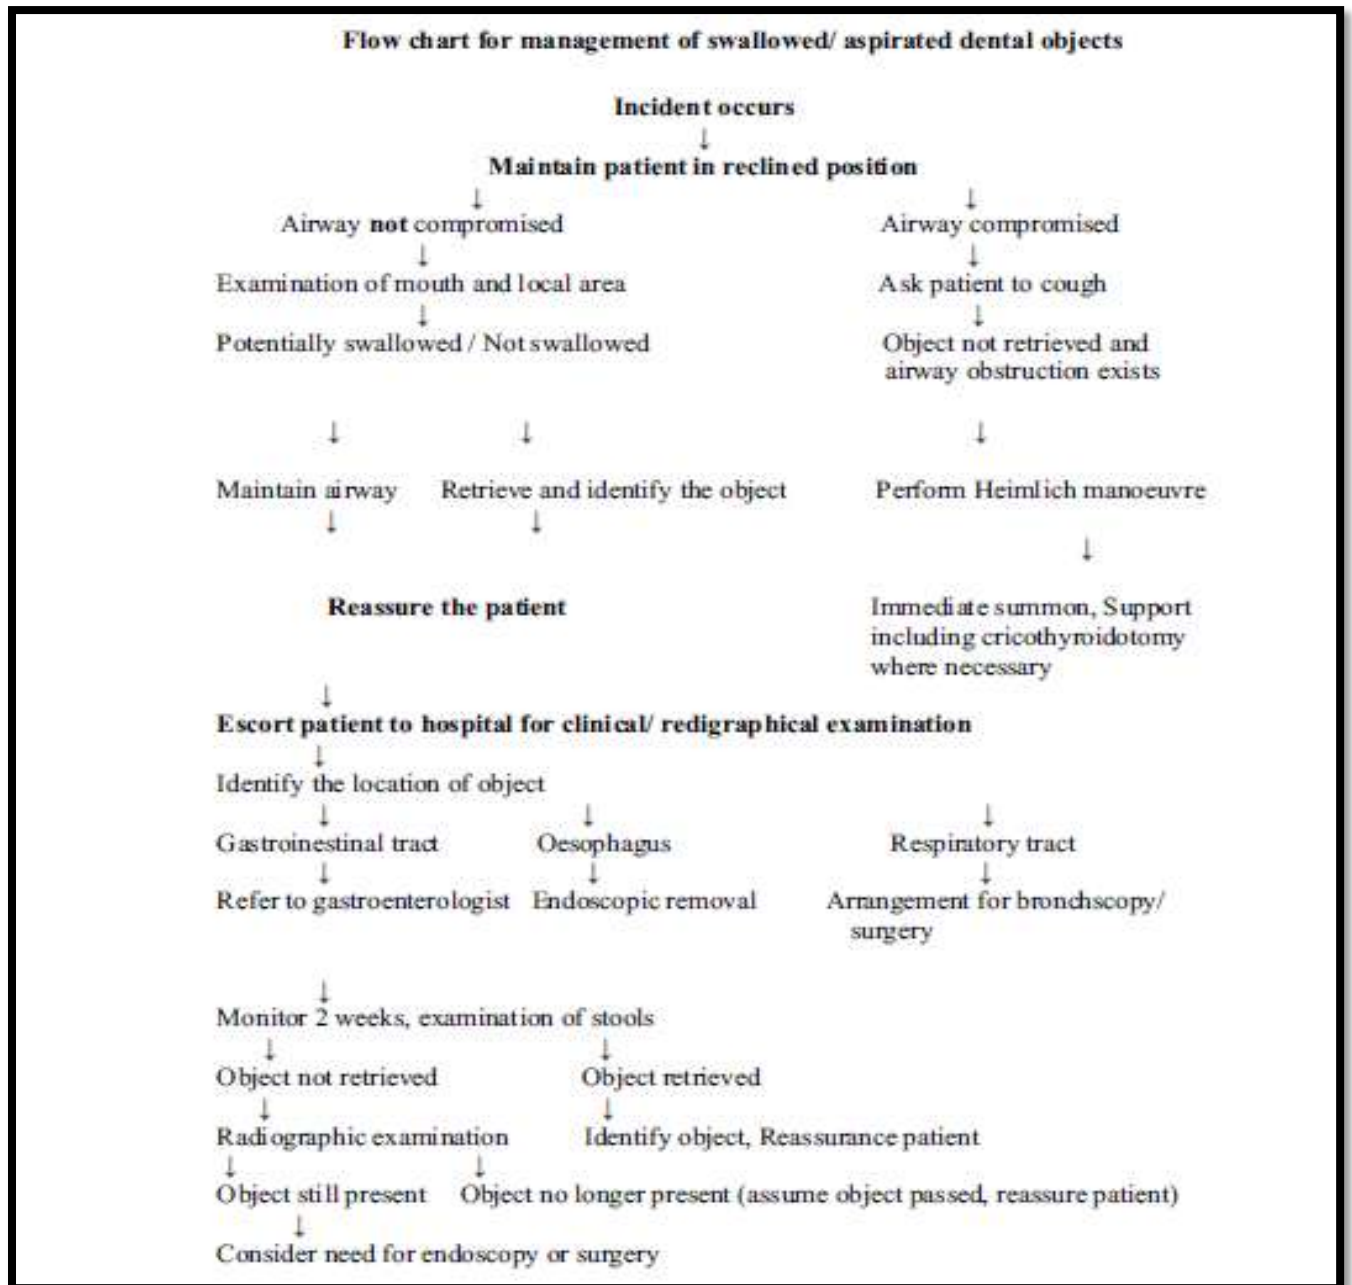 Flow chart for management of swallowed/ aspirated dental objects
Incident occurs
↓
Maintain patient in reclined position
↓ ↓
Airway not compromised Airway compromised
↓ ↓
Examination of mouth and local area Ask patient to cough
↓ ↓
Potentially swallowed / Not swallowed Object not retrieved and
airway obstruction exists
↓ ↓ ↓
Maintain airway Retrieve and identify the object Perform Heimlich manoeuvre
↓ ↓ ↓
Reassure the patient Immediate summon, Support
including cricothyroidotomy
where necessary
↓
Escort patient to hospital for clinical/ redigraphical examination
↓
Identify the location of object
↓ ↓ ↓
Gastroinestinal tract Oesophagus Respiratory tract
↓ ↓ ↓
Refer to gastroenterologist Endoscopic removal Arrangement for bronchscopy/
surgery
↓
Monitor 2 weeks, examination of stools
↓ ↓
Object not retrieved Object retrieved
↓ ↓
Radiographic examination Identify object, Reassurance patient
↓ ↓
Object still present Object no longer present (assume object passed, reassure patient)
↓
Consider need for endoscopy or surgery